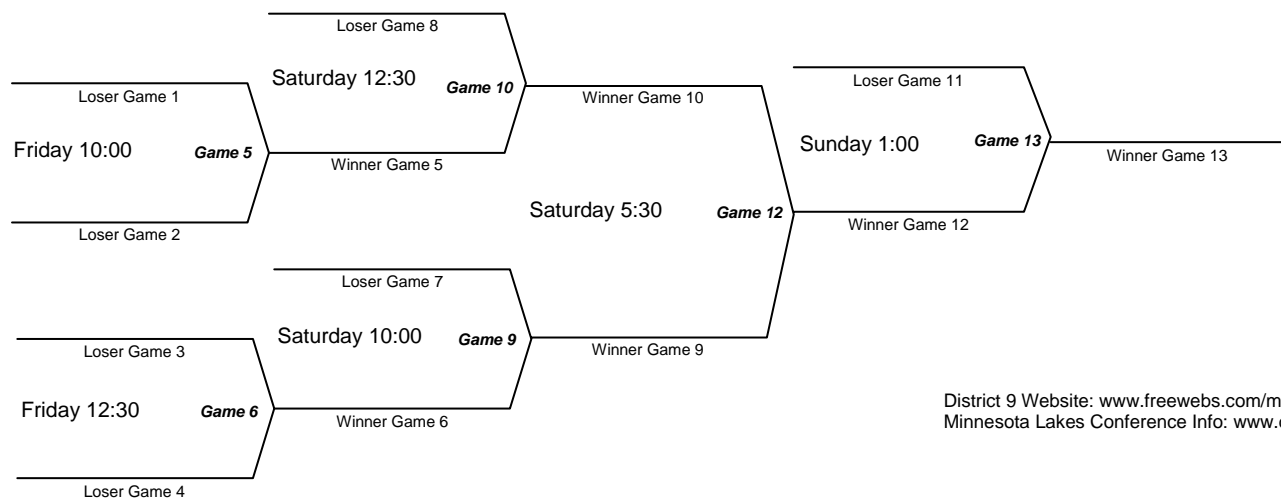 Loser Game 8
Saturday 12:30 Game 10
Loser Game 1
Winner Game 10
Loser Game 11
Friday 10:00 Game 5
Winner Game 5
Sunday 1:00 Game 13
Winner Game 13
Loser Game 2
Saturday 5:30 Game 12
Winner Game 12
Loser Game 7
Saturday 10:00 Game 9
Loser Game 3
Winner Game 9
Friday 12:30 Game 6
Winner Game 6
District 9 Website: www.freewebs.com/m
Minnesota Lakes Conference Info: www.
Loser Game 4